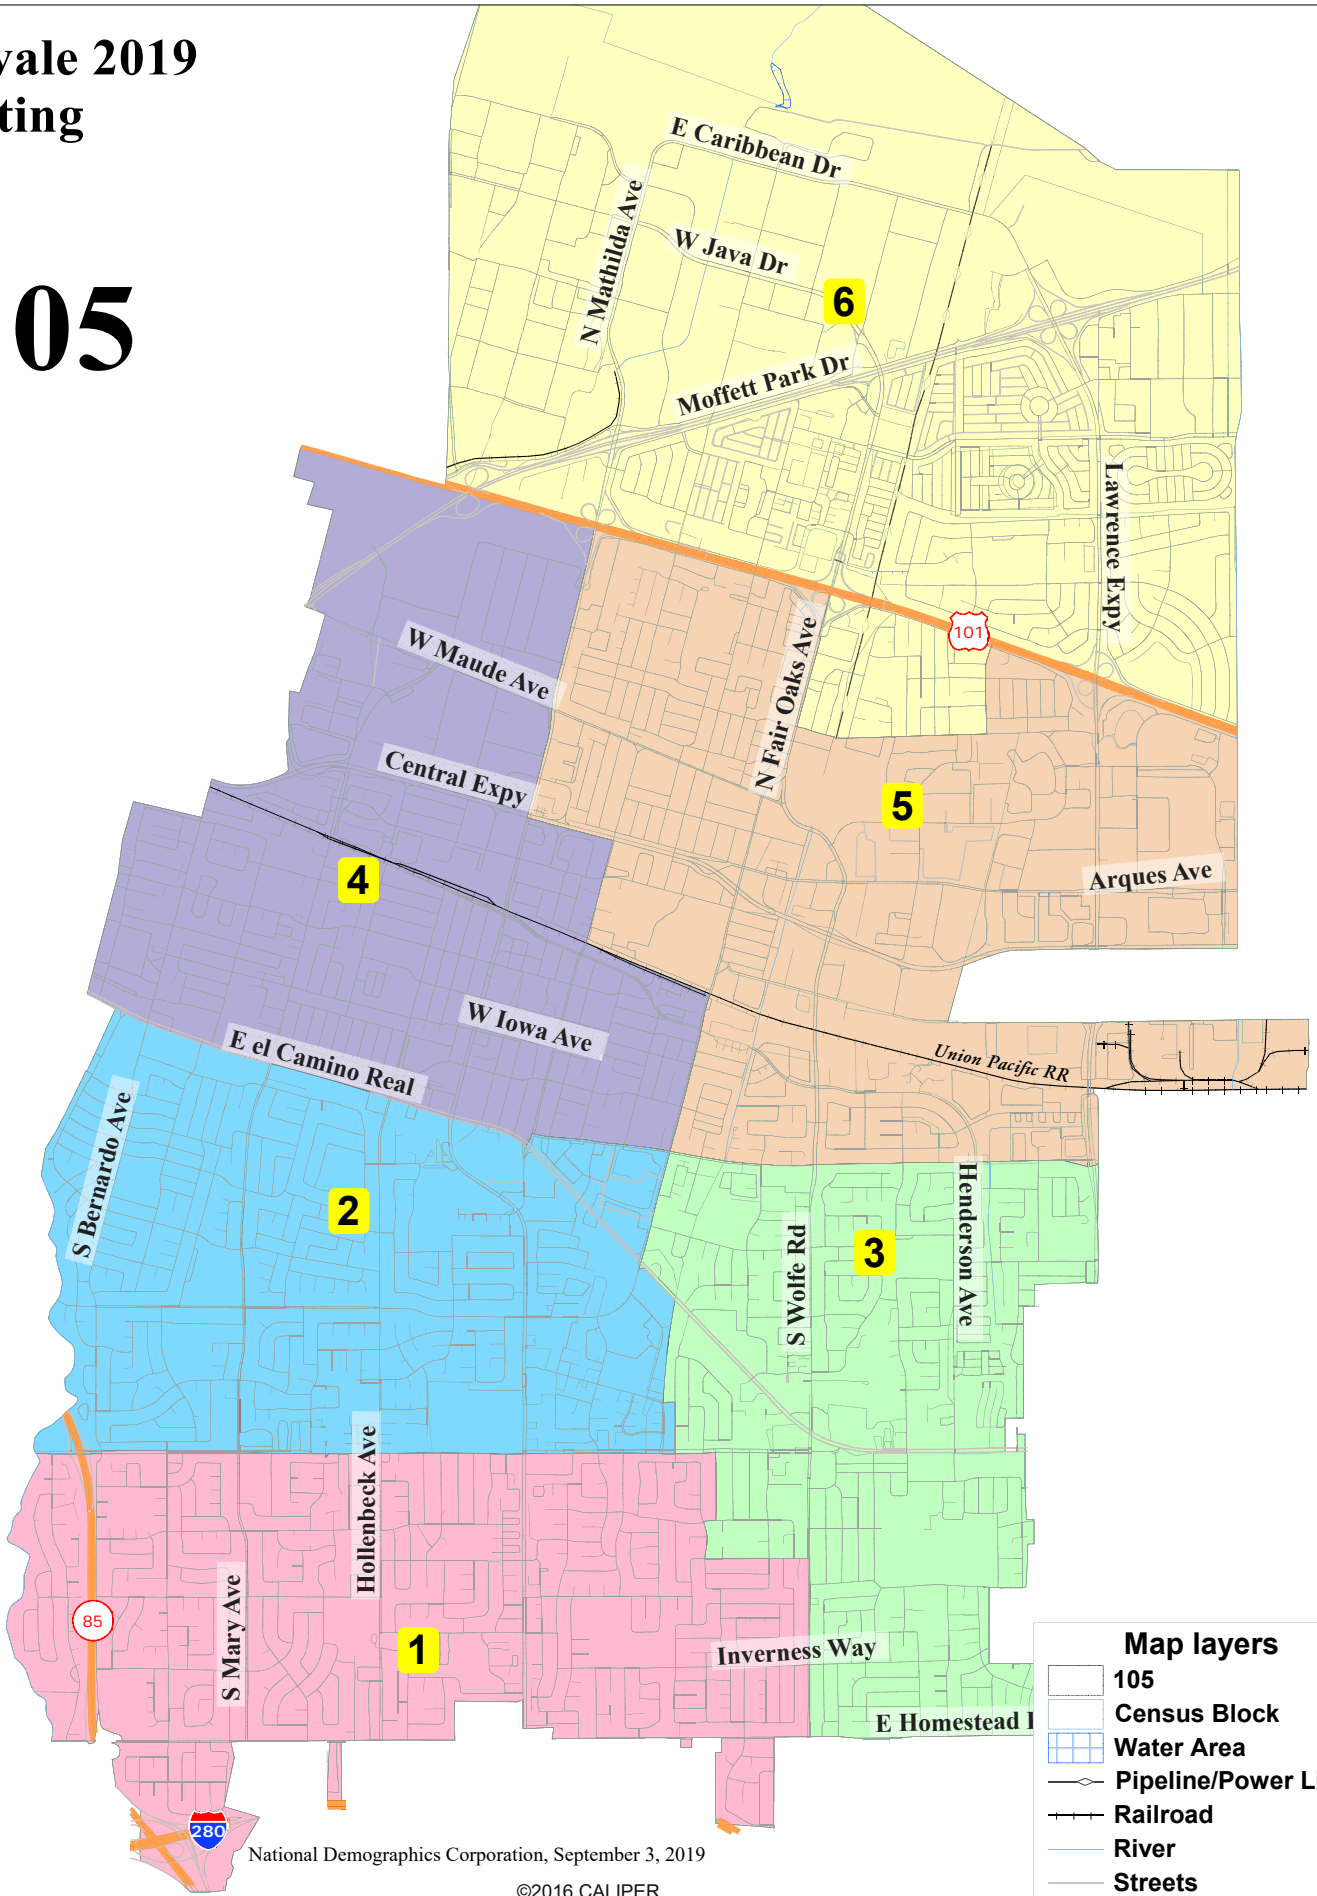 vale 2019
ting
05
E Caribbean Dr
N Mathilda Ave
W Java Dr
6
Moffett Park Dr
Lawrence Expy
101
W Maude Ave
N Fair Oaks Ave
Central Expy
5
4
Arques Ave
W Iowa Ave
E el Camino Real
Union Pacific RR
S Bernardo Ave
2
Henderson Ave
S Wolfe Rd
3
Hollenbeck Ave
S Mary Ave
85
1
Inverness Way
E Homestead
280
Map layers
105
Census Block
Water Area
Pipeline/Power Li
Railroad
River
Streets
National Demographics Corporation, September 3, 2019
©2016 CALIPER